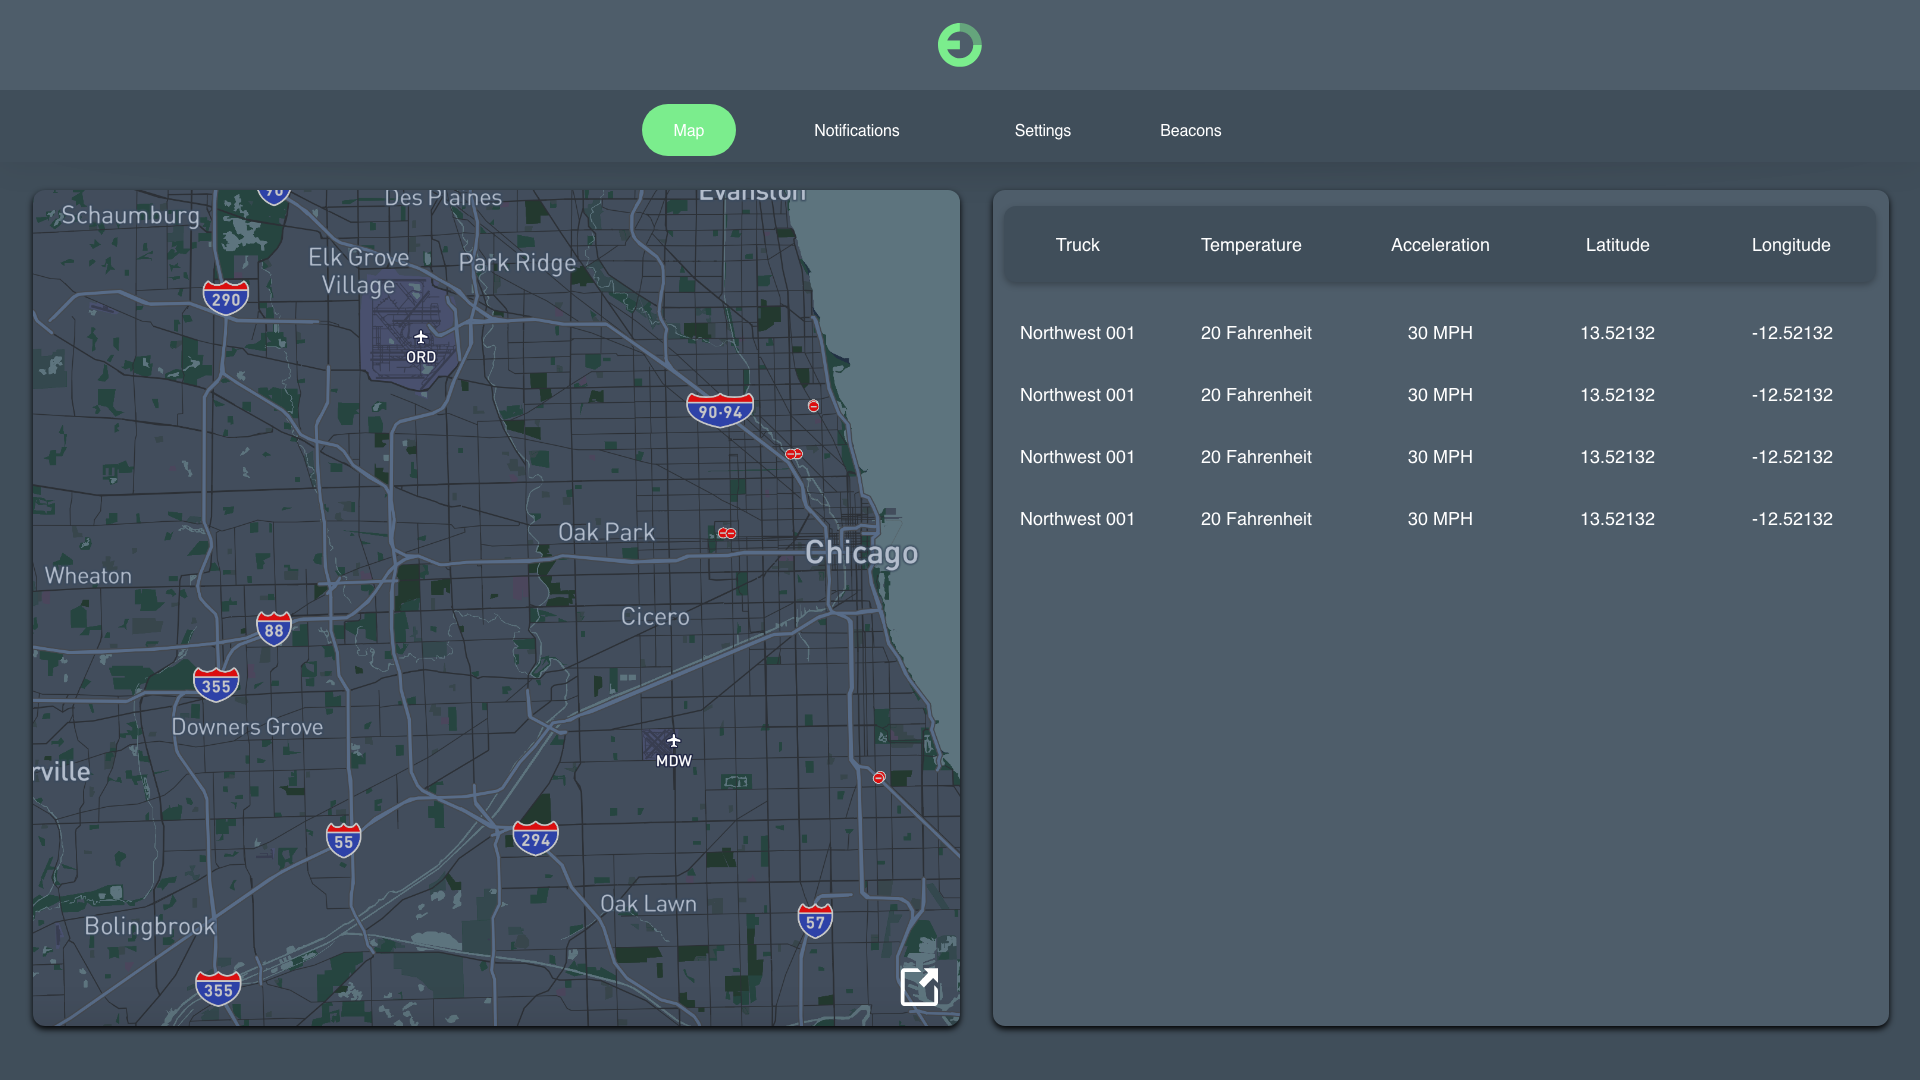 Map Notifications Settings Beacons
90
Des Plaines
Evanston
Schaumburg
Elk Grove
Village
Park Ridge
290
ORD
90-94
Oak Park
Chicago
Wheaton
Cicero
88
355
Downers Grove
MDW
rville
55
294
Oak Lawn
57
Bolingbrook
355
Truck Temperature Acceleration Latitude Longitude
Northwest 001 20 Fahrenheit 30 MPH 13.52132 -12.52132
Northwest 001 20 Fahrenheit 30 MPH 13.52132 -12.52132
Northwest 001 20 Fahrenheit 30 MPH 13.52132 -12.52132
Northwest 001 20 Fahrenheit 30 MPH 13.52132 -12.52132